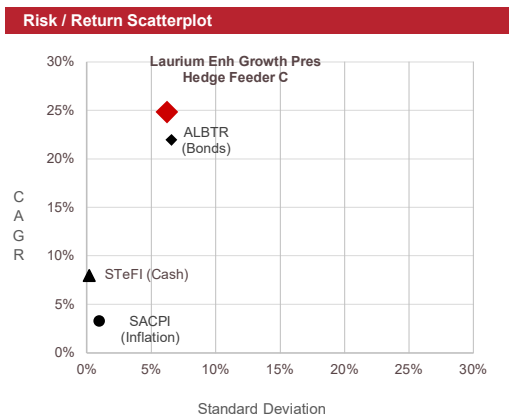 Risk / Return Scatterplot
30%
Laurium Enh Growth Pres
Hedge Feeder C
25%
ALBTR
(Bonds)
20%
C
A
G
R
15%
10%
STeFI (Cash)
5%
SACPI
(Inflation)
0%
0% 5% 10% 15% 20% 25% 30%
Standard Deviation